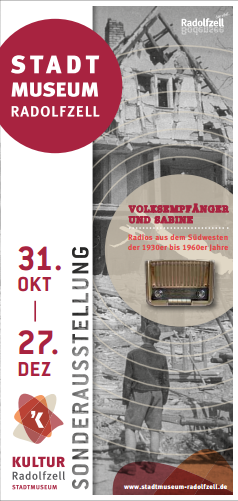 Radolfzell
Bodensee
STADT
MUSEUM
RADOLFZELL
VOLKSEMPFÄNGER
UND SABINE
Radios aus dem Südwesten
der 1930er bis 1960er Jahre
31.
OKT
27.
DEZ
SONDERAUSSTELLUNG
KULTUR
Radolfzell
STADTMUSEUM
www.stadtmuseum-radolfzell.de